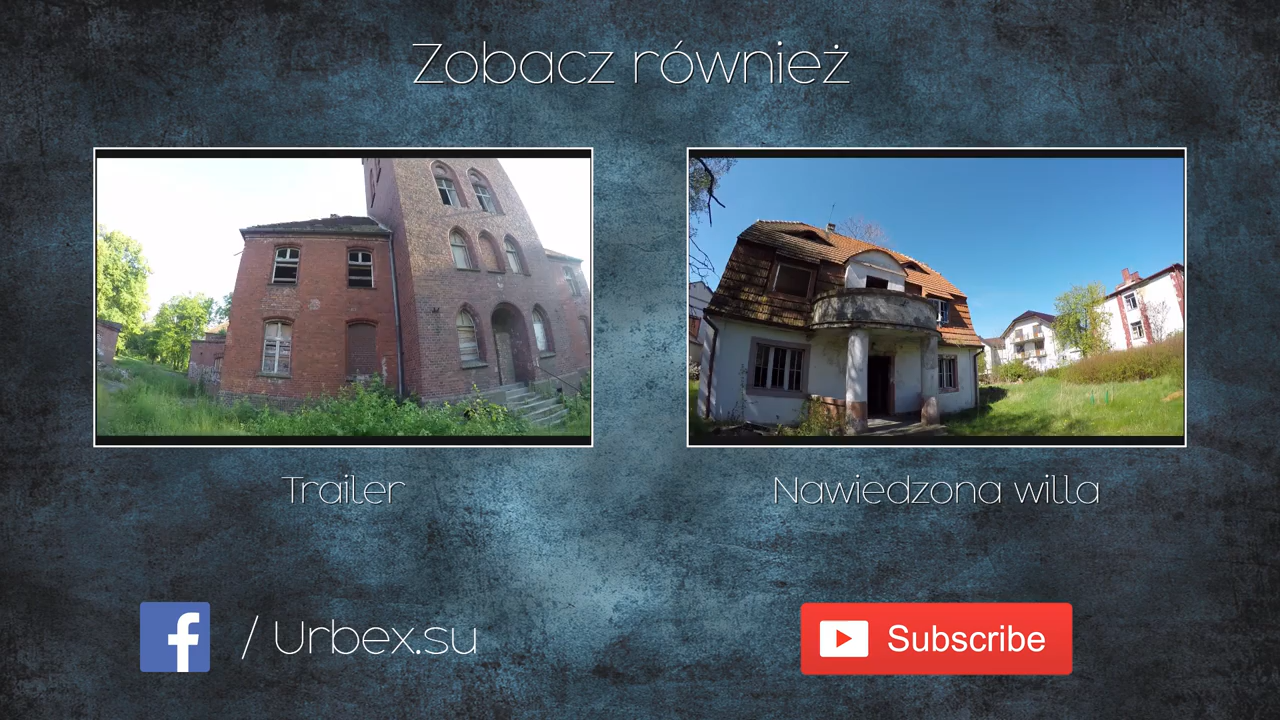 Zobacz również
Trailer
Nawiedzona willa
/ Urbex.su
Subscribe